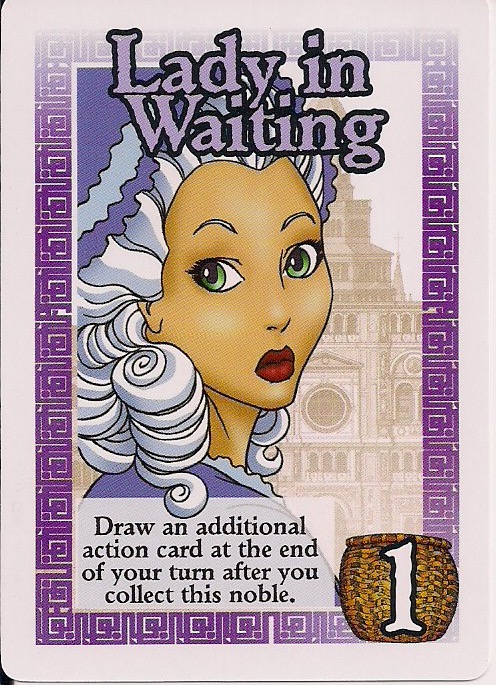 Lady in
Waiting
Draw an additional
action card at the end
of your turn after you
collect this noble.
1